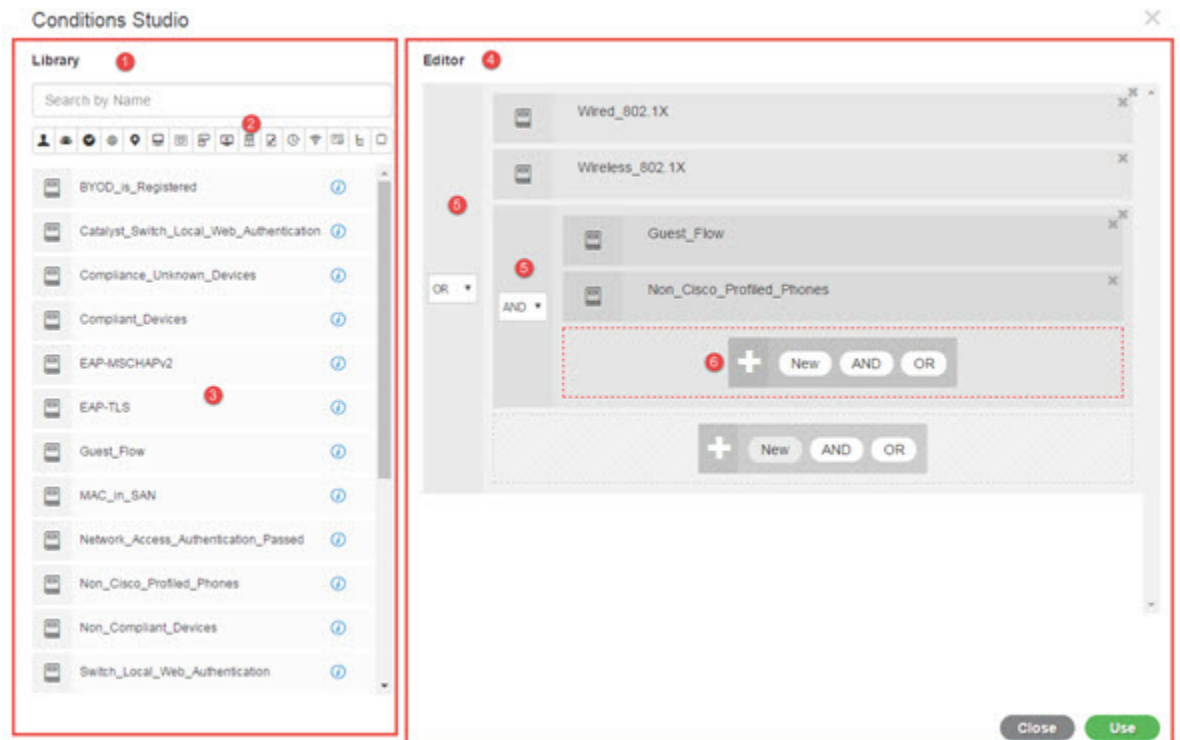 Conditions Studio
Library 1
Search by Name
2
BYOD_is_Registered
Catalyst_Switch_Local_Web_Authentication
Compliance_Unknown_Devices
Compliant_Devices
EAP-MSCHAPv2
3
EAP-TLS
Guest_Flow
MAC_in_SAN
Network_Access_Authentication_Passed
Non_Cisco_Profiled_Phones
Non_Compliant_Devices
Switch_Local_Web_Authentication
Editor 4
Wired_802.1X
Wireless_802.1X
5
OR
Guest_Flow
5
AND
Non_Cisco_Profiled_Phones
6 New AND OR
New AND OR
Close Use